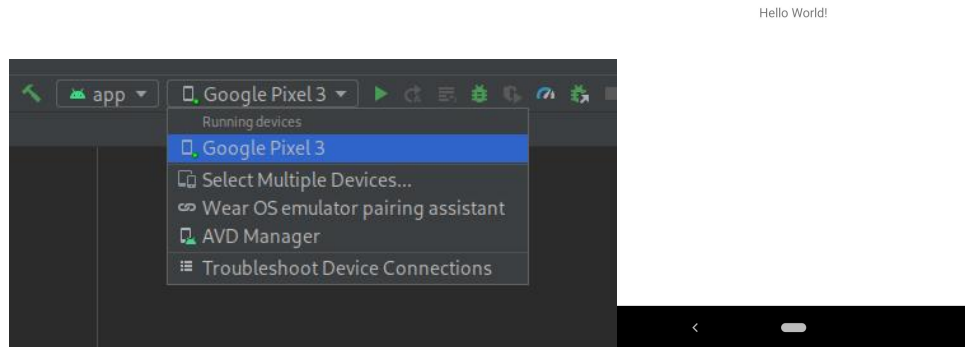 Hello World!
app
Google Pixel 3
Running devices
Google Pixel 3
Select Multiple Devices...
Wear OS emulator pairing assistant
AVD Manager
Troubleshoot Device Connections